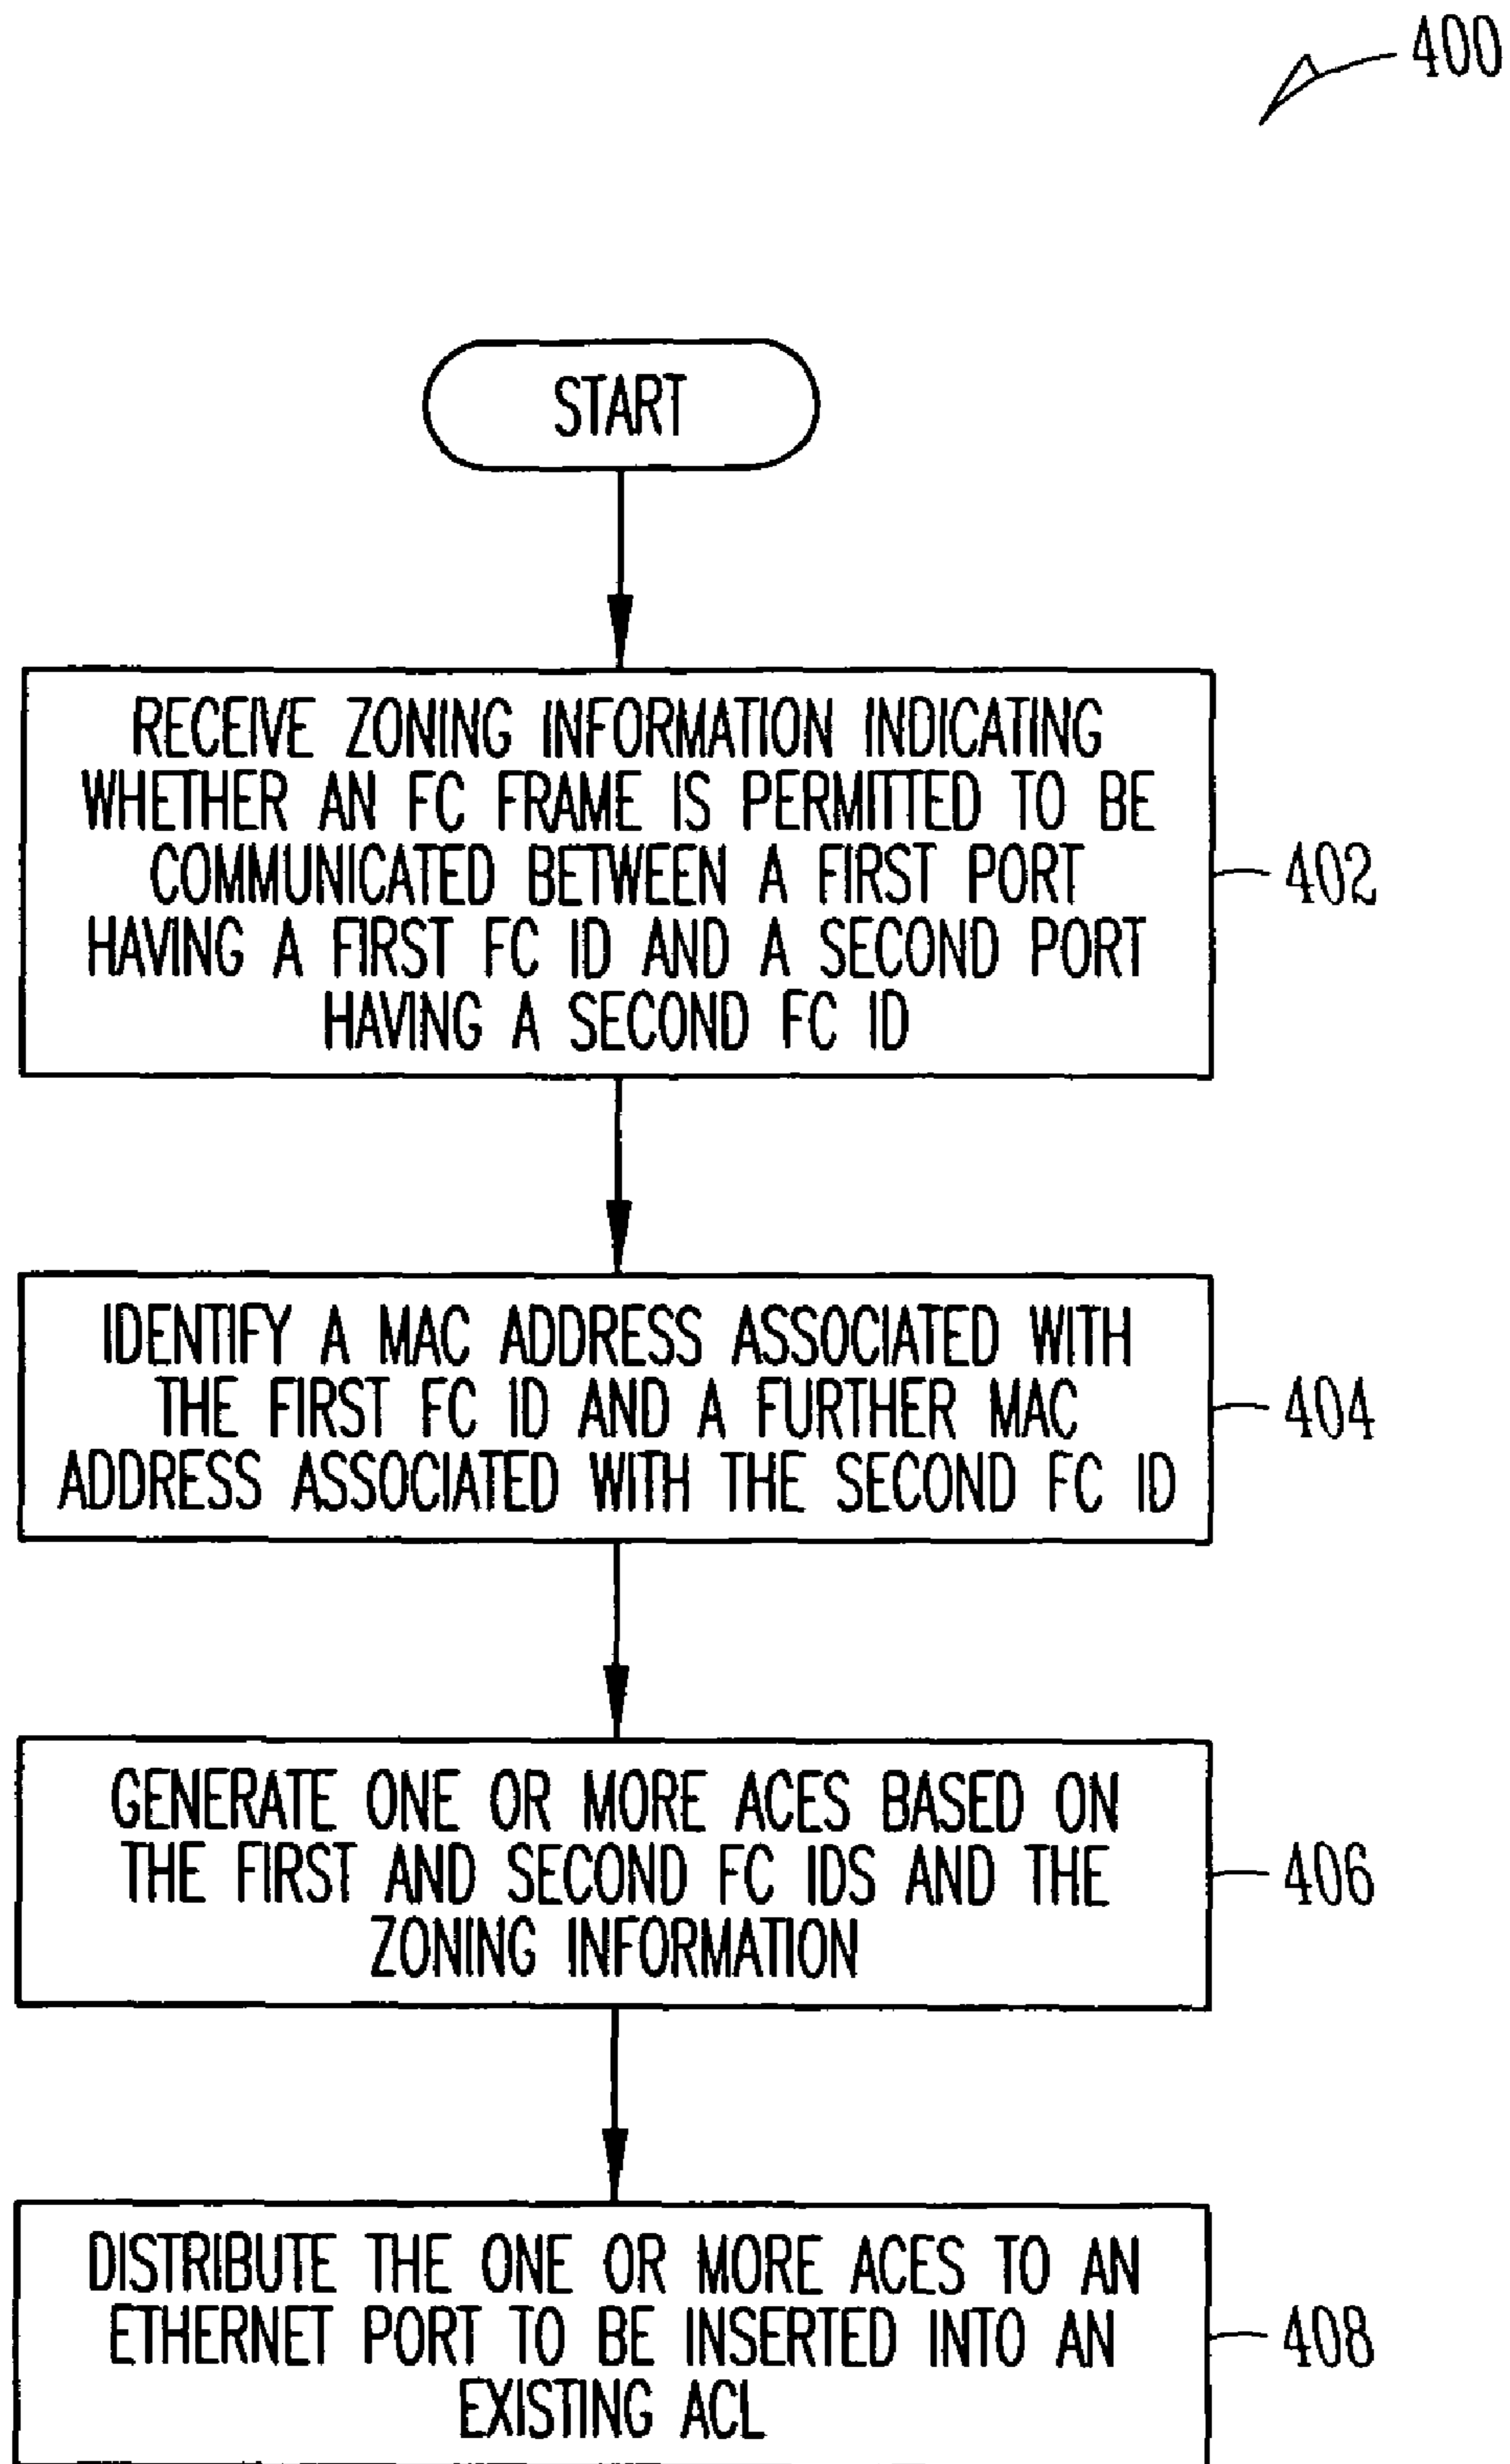 400
START
RECEIVE ZONING INFORMATION INDICATING
WHETHER AN FC FRAME IS PERMITTED TO BE
COMMUNICATED BETWEEN A FIRST PORT
HAVING A FIRST FC ID AND A SECOND PORT
HAVING A SECOND FC ID
402
IDENTIFY A MAC ADDRESS ASSOCIATED WITH
THE FIRST FC ID AND A FURTHER MAC
ADDRESS ASSOCIATED WITH THE SECOND FC ID
404
GENERATE ONE OR MORE ACES BASED ON
THE FIRST AND SECOND FC IDS AND THE
ZONING INFORMATION
406
DISTRIBUTE THE ONE OR MORE ACES TO AN
ETHERNET PORT TO BE INSERTED INTO AN
EXISTING ACL
408